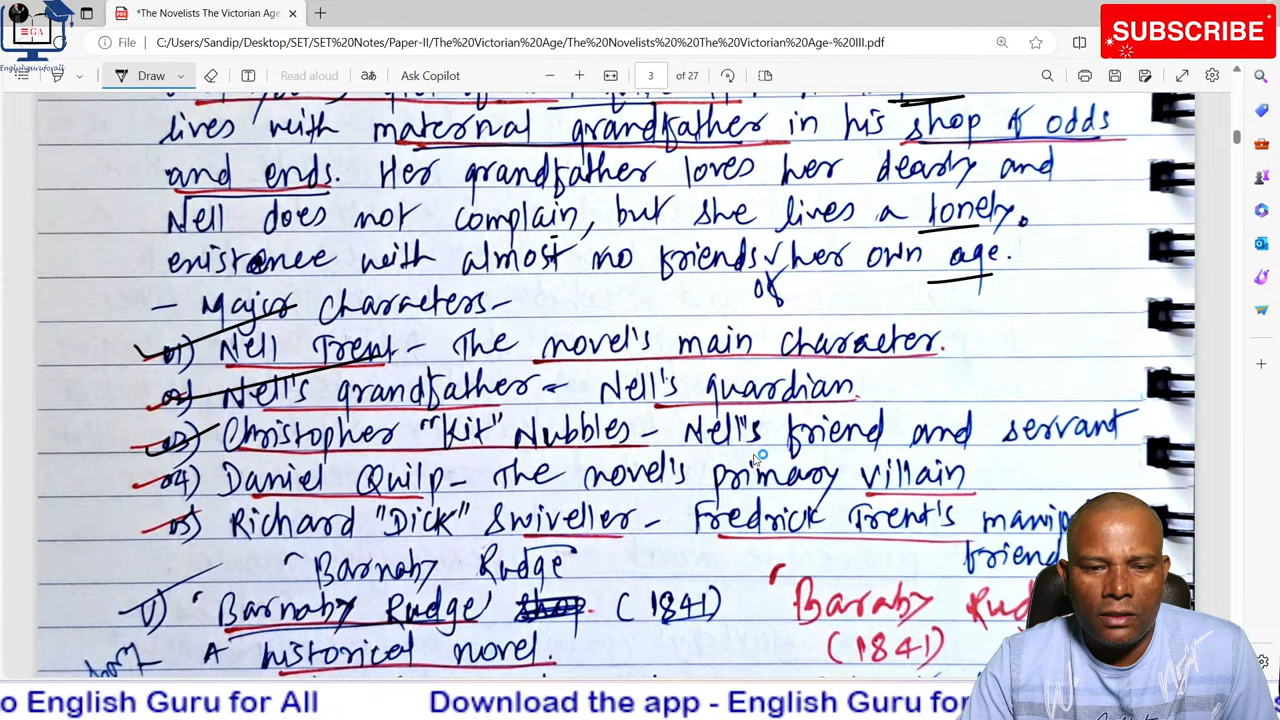 *The Novelists The Victorian Age
EGA
Englishguruforall
File
C:/Users/Sandip/Desktop/SET/SET%20Notes/Paper-II/The%20Victorian%20Age/The%20Novelists%20%20The%20Victorian%20Age-%20III.pdf
SUBSCRIBE
Draw
Read aloud
Ask Copilot
3
of 27
lives with maternal grandfather in his shop of odds
and ends. Her grandfather loves her dearly and
Nell does not complain, but she lives a lonely.
existence with almost no friends of her own age.
- Major Characters-
01) Nell Trent - The novel's main character.
02) Nell's grandfather - Nell's guardian.
03) Christopher "Kit" Nubbles - Nell's friend and servant
04) Daniel Quilp - The novel's primary villain
05) Richard "Dick" Swiveller - Fredrick Trent's manip
friend
"Barnaby Rudge
V) 'Barnaby Rudge' (1841)
"Baraby Rud
(1841)
- A historical novel.
o English Guru for All
Download the app - English Guru for